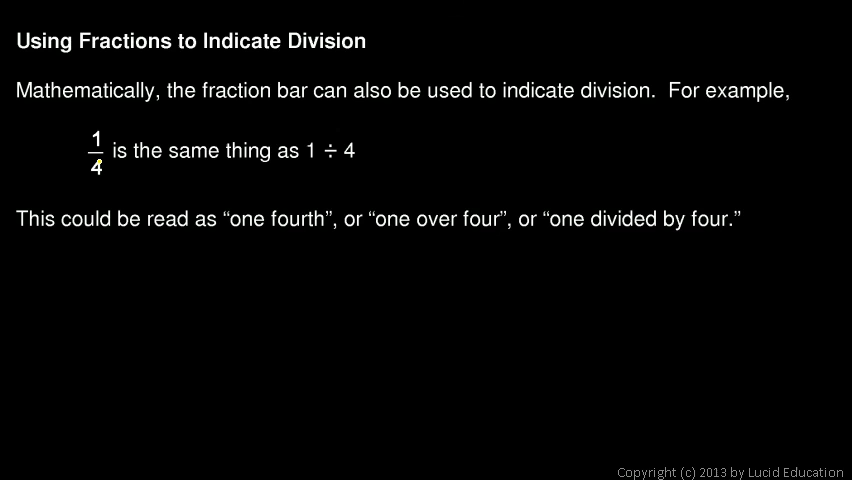 Using Fractions to Indicate Division
Mathematically, the fraction bar can also be used to indicate division.  For example,
1/4 is the same thing as 1 ÷ 4
This could be read as “one fourth”, or “one over four”, or “one divided by four.”
Copyright (c) 2013 by Lucid Education